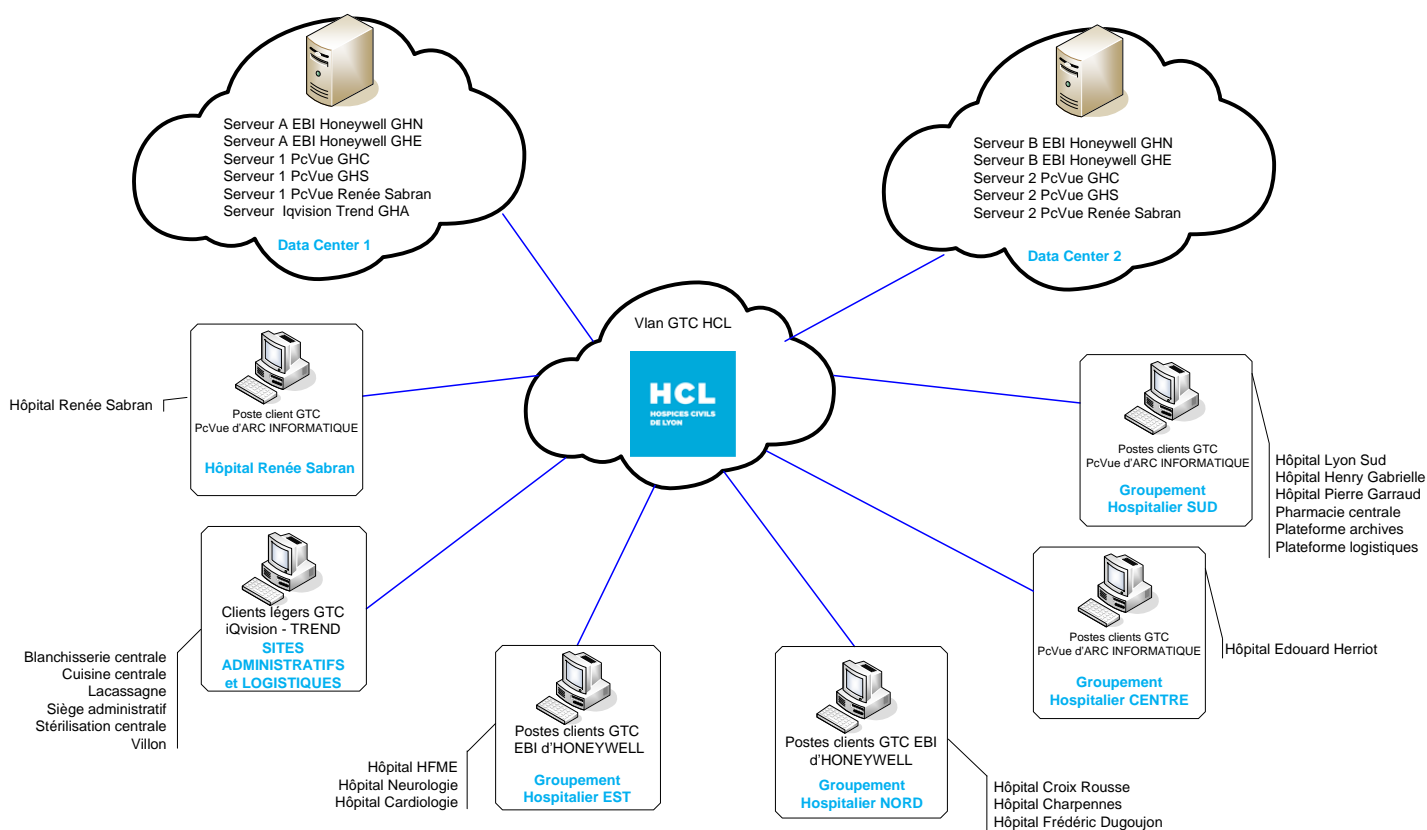 Serveur A EBI Honeywell GHN
Serveur A EBI Honeywell GHE
Serveur 1 PcVue GHC
Serveur 1 PcVue GHS
Serveur 1 PcVue Renée Sabran
Serveur Iqvision Trend GHA
Data Center 1
Serveur B EBI Honeywell GHN
Serveur B EBI Honeywell GHE
Serveur 2 PcVue GHC
Serveur 2 PcVue GHS
Serveur 2 PcVue Renée Sabran
Data Center 2
Vlan GTC HCL
HCL
HOSPICES CIVILS
DE LYON
Hôpital Renée Sabran
Poste client GTC
PcVue d'ARC INFORMATIQUE
Hôpital Renée Sabran
Postes clients GTC
PcVue d'ARC INFORMATIQUE
Groupement
Hospitalier SUD
Hôpital Lyon Sud
Hôpital Henry Gabrielle
Hôpital Pierre Garraud
Pharmacie centrale
Plateforme archives
Plateforme logistiques
Clients légers GTC
iQvision - TREND
SITES
ADMINISTRATIFS
et LOGISTIQUES
Blanchisserie centrale
Cuisine centrale
Lacassagne
Siège administratif
Stérilisation centrale
Villon
Postes clients GTC
PcVue d'ARC INFORMATIQUE
Groupement
Hospitalier CENTRE
Hôpital Edouard Herriot
Postes clients GTC
EBI d'HONEYWELL
Groupement
Hospitalier EST
Hôpital HFME
Hôpital Neurologie
Hôpital Cardiologie
Postes clients GTC EBI
d'HONEYWELL
Groupement
Hospitalier NORD
Hôpital Croix Rousse
Hôpital Charpennes
Hôpital Frédéric Dugoujon